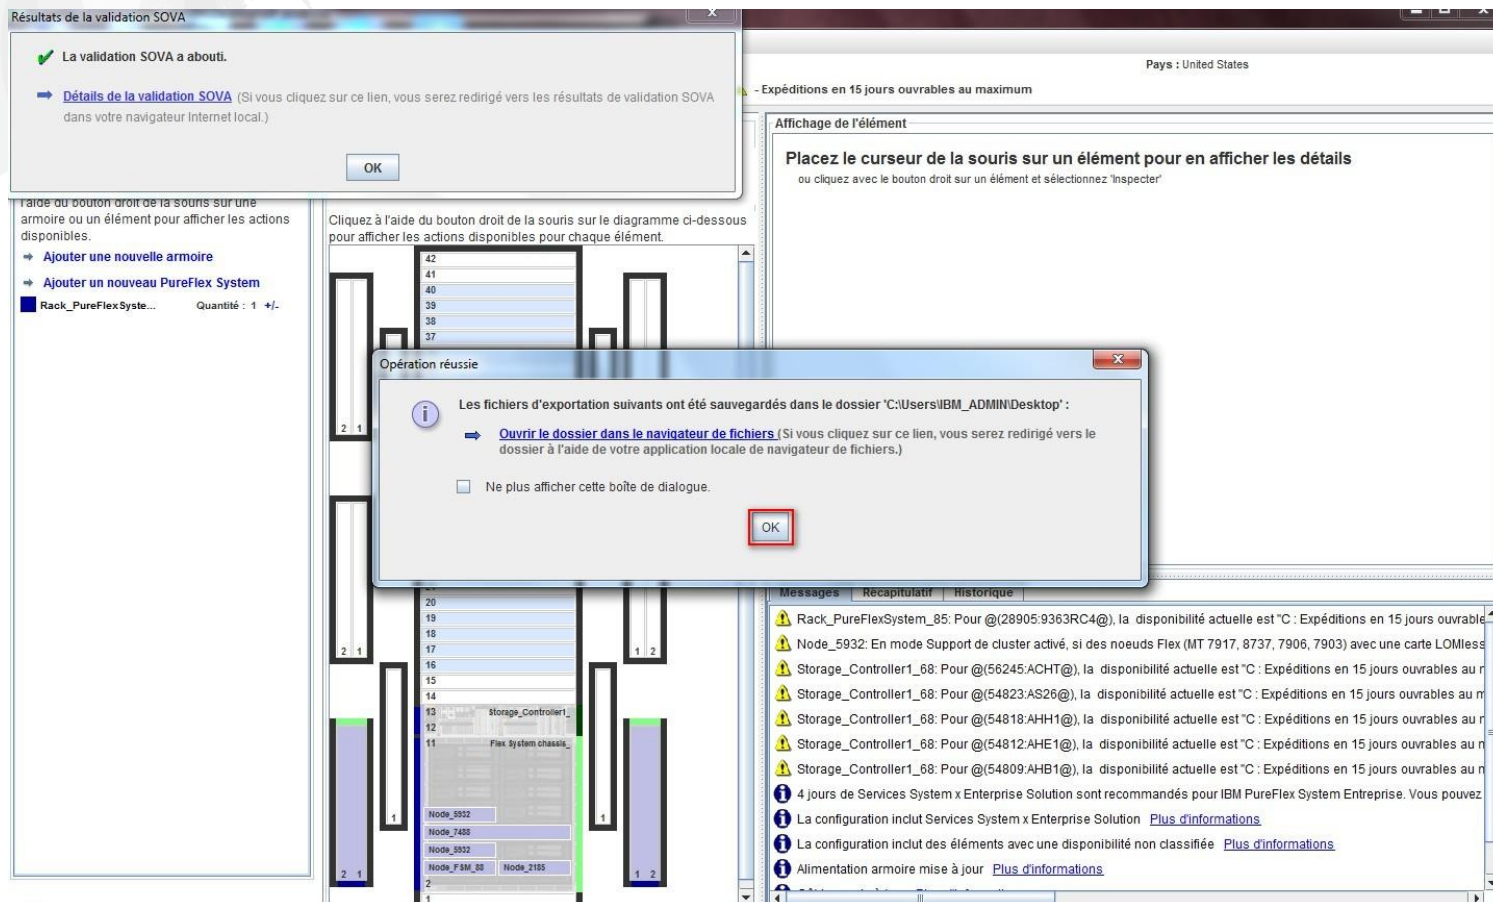 Résultats de la validation SOVA
La validation SOVA a abouti.
Détails de la validation SOVA (Si vous cliquez sur ce lien, vous serez redirigé vers les résultats de validation SOVA
dans votre navigateur Internet local.)
OK
Pays : United States
- Expéditions en 15 jours ouvrables au maximum
l'aide du bouton droit de la souris sur une
armoire ou un élément pour afficher les actions
disponibles.
Ajouter une nouvelle armoire
Ajouter un nouveau PureFlex System
Rack_PureFlexSyste... Quantité : 1 +/-
Cliquez à l'aide du bouton droit de la souris sur le diagramme ci-dessous
pour afficher les actions disponibles pour chaque élément.
42
41
40
39
38
37
2 1
Affichage de l'élément
Placez le curseur de la souris sur un élément pour en afficher les détails
ou cliquez avec le bouton droit sur un élément et sélectionnez 'Inspecter'
Opération réussie
Les fichiers d'exportation suivants ont été sauvegardés dans le dossier 'C:\Users\IBM_ADMIN\Desktop' :
Ouvrir le dossier dans le navigateur de fichiers (Si vous cliquez sur ce lien, vous serez redirigé vers le
dossier à l'aide de votre application locale de navigateur de fichiers.)
Ne plus afficher cette boîte de dialogue.
OK
20
19
18
17
16
15
14
13 Storage_Controller1_
12
11 Flex System chassis_
Node_5932
Node_7488
Node_5932
Node_FSM_88 Node_2185
2
1
2 1
1 2
1
1
2 1
1 2
Messages Récapitulatif Historique
Rack_PureFlexSystem_85: Pour @(28905:9363RC4@), la disponibilité actuelle est "C : Expéditions en 15 jours ouvrable
Node_5932: En mode Support de cluster activé, si des noeuds Flex (MT 7917, 8737, 7906, 7903) avec une carte LOMless
Storage_Controller1_68: Pour @(56245:ACHT@), la disponibilité actuelle est "C : Expéditions en 15 jours ouvrables au
Storage_Controller1_68: Pour @(54823:AS26@), la disponibilité actuelle est "C : Expéditions en 15 jours ouvrables au
Storage_Controller1_68: Pour @(54818:AHH1@), la disponibilité actuelle est "C : Expéditions en 15 jours ouvrables au
Storage_Controller1_68: Pour @(54812:AHE1@), la disponibilité actuelle est "C : Expéditions en 15 jours ouvrables au
Storage_Controller1_68: Pour @(54809:AHB1@), la disponibilité actuelle est "C : Expéditions en 15 jours ouvrables au
4 jours de Services System x Enterprise Solution sont recommandés pour IBM PureFlex System Entreprise. Vous pouvez
La configuration inclut Services System x Enterprise Solution Plus d'informations
La configuration inclut des éléments avec une disponibilité non classifiée Plus d'informations
Alimentation armoire mise à jour Plus d'informations